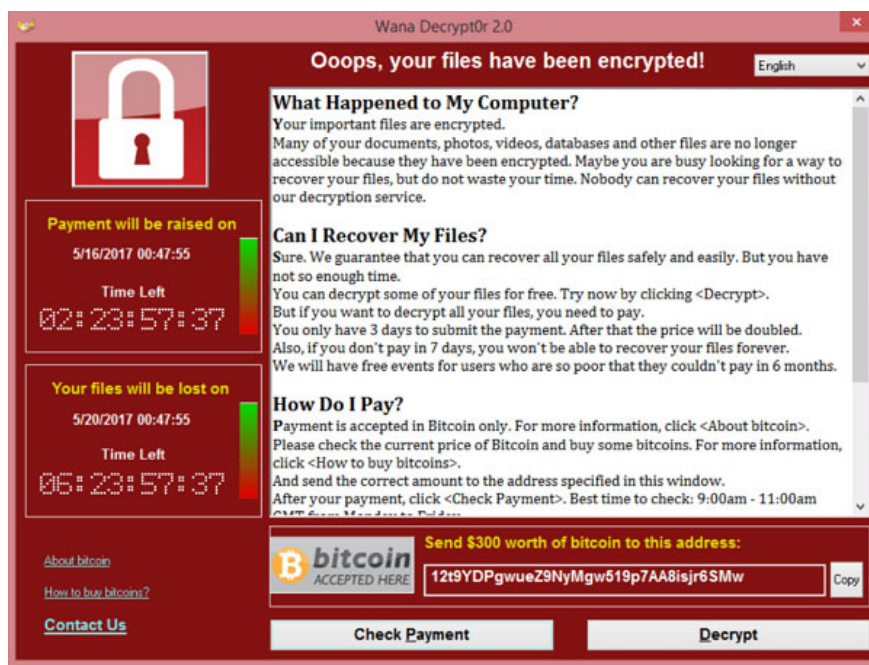 Wana Decrypt0r 2.0
Ooops, your files have been encrypted!
English
What Happened to My Computer?
Your important files are encrypted.
Many of your documents, photos, videos, databases and other files are no longer
accessible because they have been encrypted. Maybe you are busy looking for a way to
recover your files, but do not waste your time. Nobody can recover your files without
our decryption service.
Can I Recover My Files?
Sure. We guarantee that you can recover all your files safely and easily. But you have
not so enough time.
You can decrypt some of your files for free. Try now by clicking <Decrypt>.
But if you want to decrypt all your files, you need to pay.
You only have 3 days to submit the payment. After that the price will be doubled.
Also, if you don't pay in 7 days, you won't be able to recover your files forever.
We will have free events for users who are so poor that they couldn't pay in 6 months.
How Do I Pay?
Payment is accepted in Bitcoin only. For more information, click <About bitcoin>.
Please check the current price of Bitcoin and buy some bitcoins. For more information,
click <How to buy bitcoins>.
And send the correct amount to the address specified in this window.
After your payment, click <Check Payment>. Best time to check: 9:00am - 11:00am
GMT from Monday to Friday
Payment will be raised on
5/16/2017 00:47:55
Time Left
02:23:57:37
Your files will be lost on
5/20/2017 00:47:55
Time Left
06:23:57:37
About bitcoin
How to buy bitcoins?
Contact Us
bitcoin
ACCEPTED HERE
Send $300 worth of bitcoin to this address:
12t9YDPgwueZ9NyMgw519p7AA8isjr6SMw
Copy
Check Payment
Decrypt